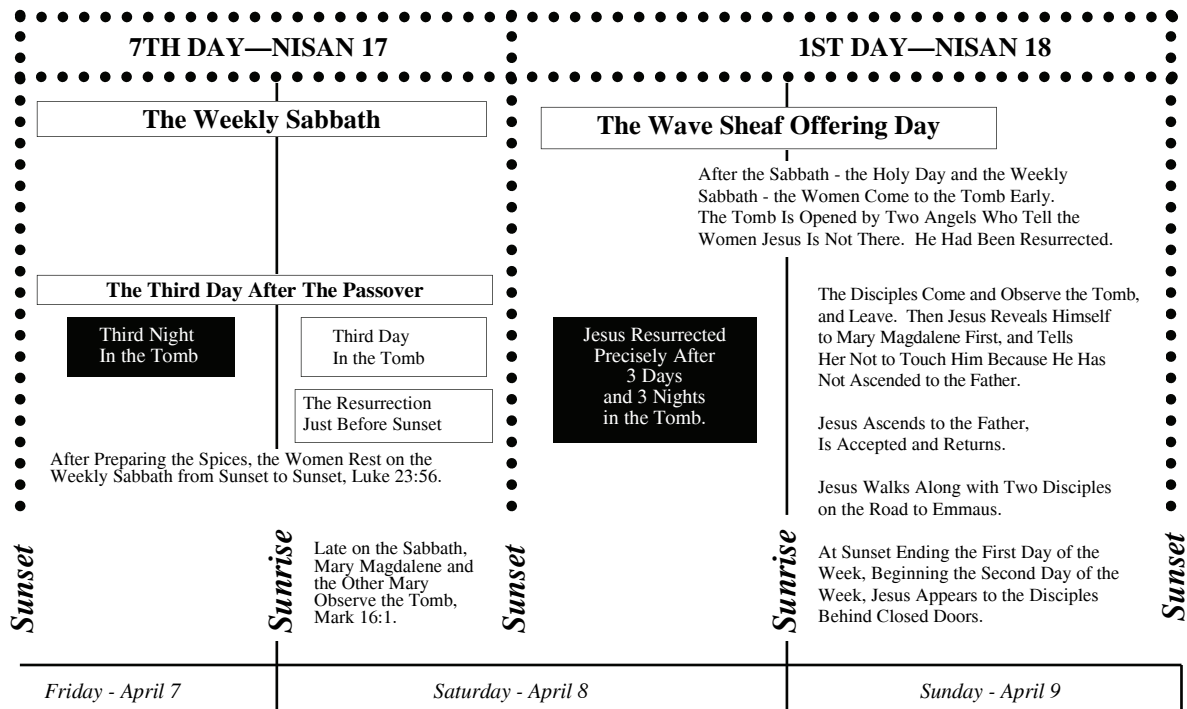 7TH DAY—NISAN 17
The Weekly Sabbath
The Third Day After The Passover
Third Night
In the Tomb
Third Day
In the Tomb
The Resurrection
Just Before Sunset
After Preparing the Spices, the Women Rest on the
Weekly Sabbath from Sunset to Sunset, Luke 23:56.
Late on the Sabbath,
Mary Magdalene and
the Other Mary
Observe the Tomb,
Mark 16:1.
1ST DAY—NISAN 18
The Wave Sheaf Offering Day
After the Sabbath - the Holy Day and the Weekly
Sabbath - the Women Come to the Tomb Early.
The Tomb Is Opened by Two Angels Who Tell the
Women Jesus Is Not There. He Had Been Resurrected.
Jesus Resurrected
Precisely After
3 Days
and 3 Nights
in the Tomb.
The Disciples Come and Observe the Tomb,
and Leave. Then Jesus Reveals Himself
to Mary Magdalene First, and Tells
Her Not to Touch Him Because He Has
Not Ascended to the Father.
Jesus Ascends to the Father,
Is Accepted and Returns.
Jesus Walks Along with Two Disciples
on the Road to Emmaus.
At Sunset Ending the First Day of the
Week, Beginning the Second Day of the
Week, Jesus Appears to the Disciples
Behind Closed Doors.
Sunset
Sunrise
Sunset
Sunrise
Sunset
Friday - April 7
Saturday - April 8
Sunday - April 9